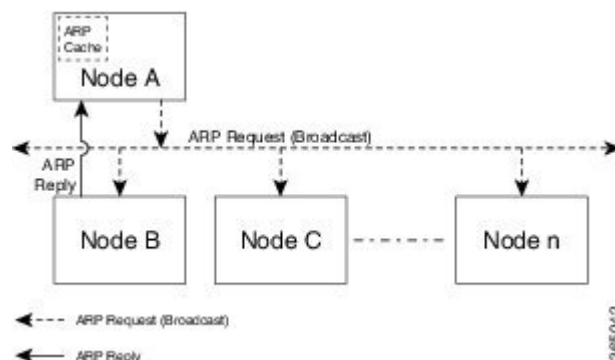 ARP
Cache
Node A
ARP Request (Broadcast)
ARP
Reply
Node B
Node C
Node n
ARP Request (Broadcast)
ARP Reply